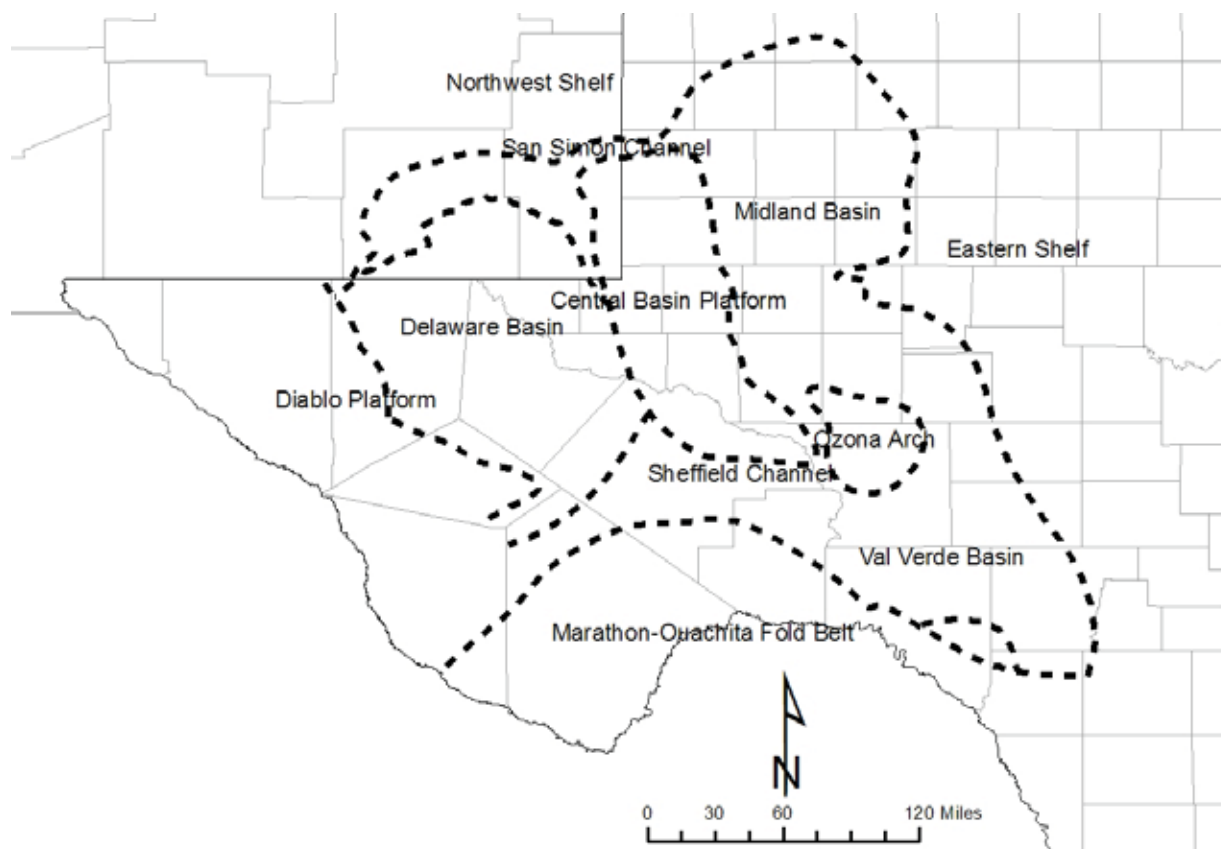 Northwest Shelf
San Simon Channel
Midland Basin
Eastern Shelf
Central Basin Platform
Delaware Basin
Diablo Platform
Ozona Arch
Sheffield Channel
Val Verde Basin
Marathon-Ouachita Fold Belt
N
0 30 60 120 Miles